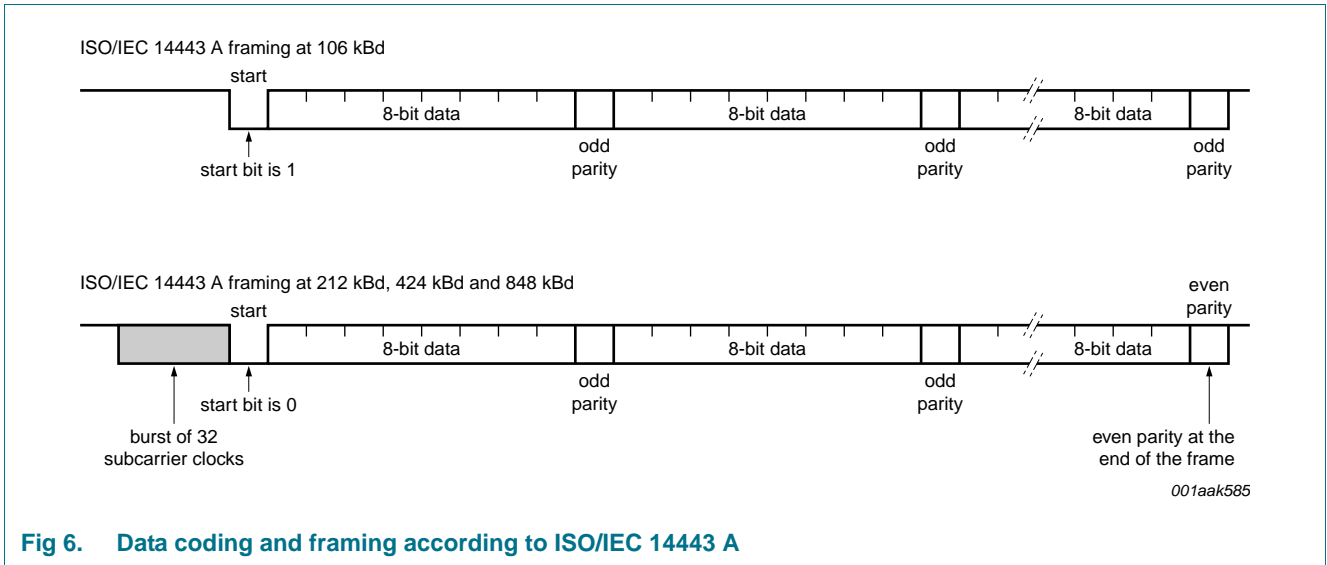 ISO/IEC 14443 A framing at 106 kBd
start
8-bit data
8-bit data
8-bit data
start bit is 1
odd
parity
odd
parity
odd
parity
ISO/IEC 14443 A framing at 212 kBd, 424 kBd and 848 kBd
start
even
parity
8-bit data
8-bit data
8-bit data
start bit is 0
odd
parity
odd
parity
burst of 32
subcarrier clocks
even parity at the
end of the frame
001aak585
Fig 6. Data coding and framing according to ISO/IEC 14443 A